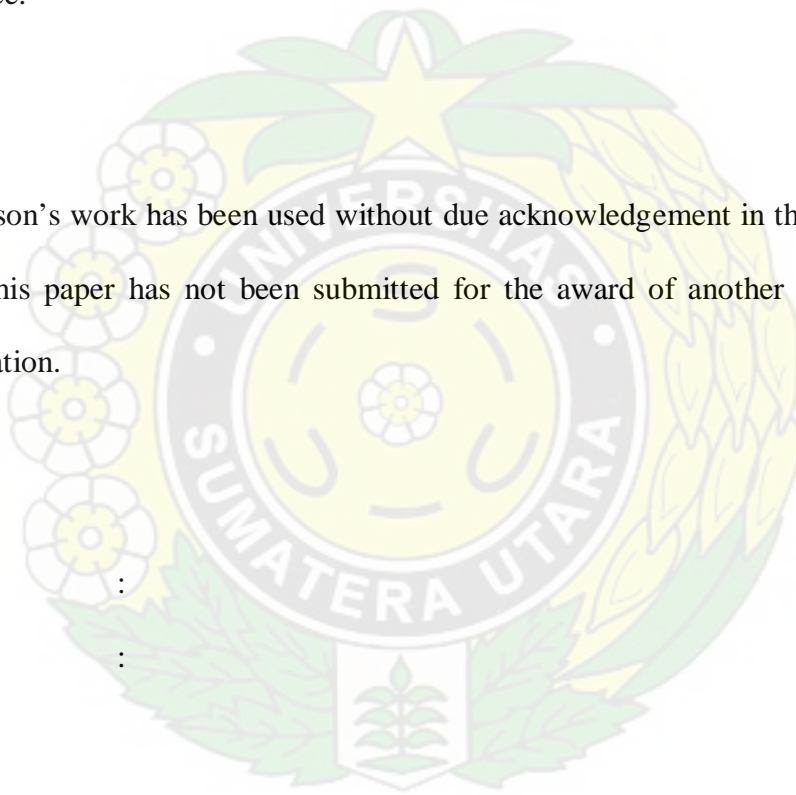 son’s work has been used without due acknowledgement in th
his paper has not been submitted for the award of another
ation.
:
:
UNIVERSITAS
SUMATERA UTARA